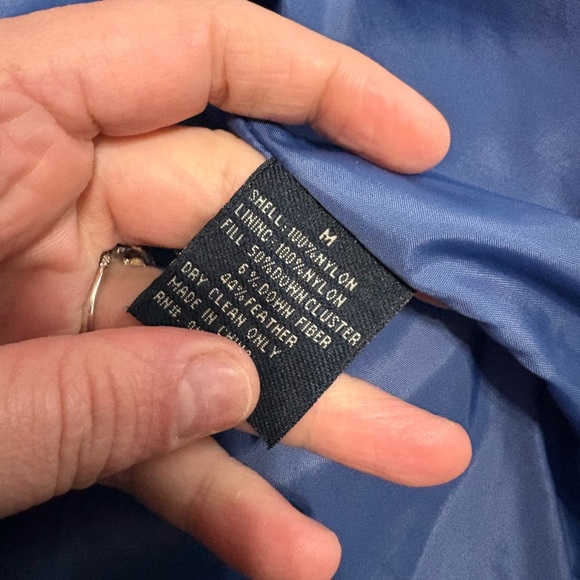 M
SHELL: 100% NYLON
LINING: 100% NYLON
FILL 50% DOWN CLUSTER
6% DOWN FIBER
44% FEATHER
DRY CLEAN ONLY
MADE IN CHINA
RN#